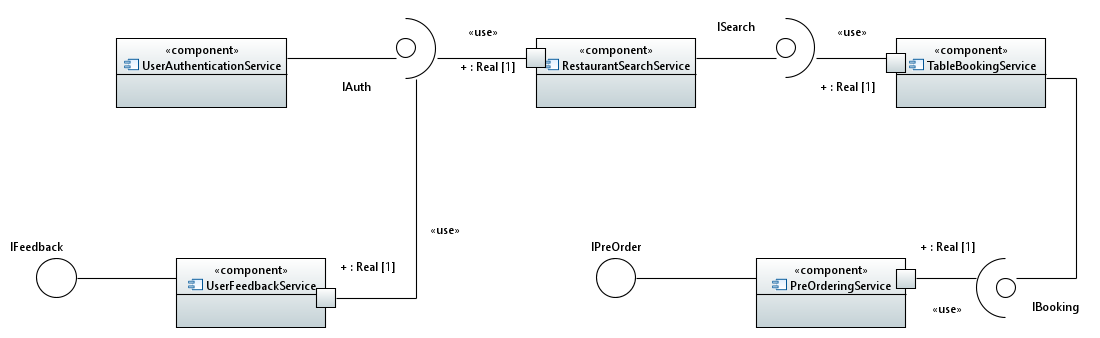 ISearch
«use»
«use»
«component»
UserAuthenticationService
«component»
RestaurantSearchService
«component»
TableBookingService
+ : Real [1]
IAuth
+ : Real [1]
«use»
IFeedback
IPreOrder
+ : Real [1]
+ : Real [1]
«component»
UserFeedbackService
«component»
PreOrderingService
«use»
IBooking